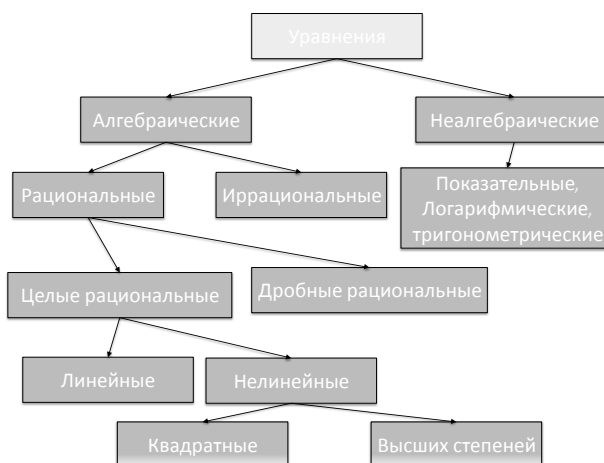 Уравнения
Алгебраические
Неалгебраические
Рациональные
Иррациональные
Показательные,
Логарифмические,
тригонометрические
Целые рациональные
Дробные рациональные
Линейные
Нелинейные
Квадратные
Высших степеней